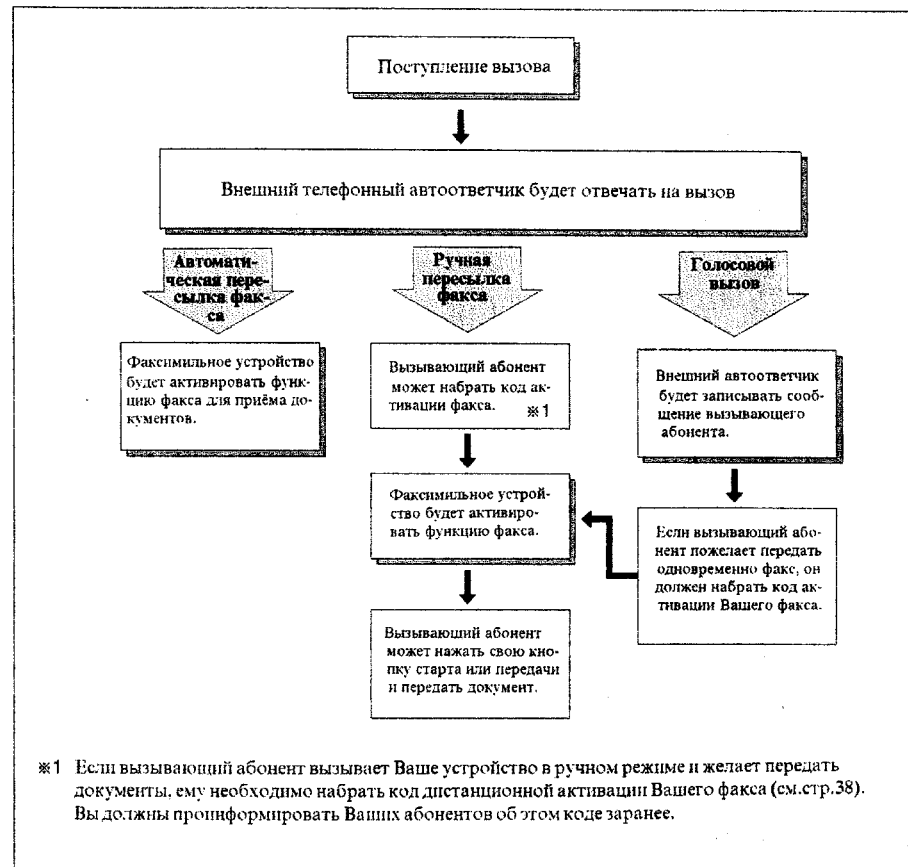 Поступление вызова
Внешний телефонный автоответчик будет отвечать на вызов
Автомати-
ческая пере-
сылка фак-
са
Факсимильное устройство
будет активировать функ-
цию факса для приёма до-
кументов.
Ручная
пересылка
факса
Вызывающий абонент
может набрать код ак-
тивации факса. ※1
Факсимильное устрой-
ство будет активиро-
вать функцию факса.
Вызывающий абонент
может нажать свою кно-
пку старта или передачи
и передать документ.
Голосовой
вызов
Внешний автоответчик
будет записывать сооб-
щение вызывающего
абонента.
Если вызывающий або-
нент пожелает передать
одновременно факс, он
должен набрать код ак-
тивации Вашего факса.
※1 Если вызывающий абонент вызывает Ваше устройство в ручном режиме и желает передать
документы, ему необходимо набрать код дистанционной активации Вашего факса (см.стр.38).
Вы должны проинформировать Ваших абонентов об этом коде заранее.